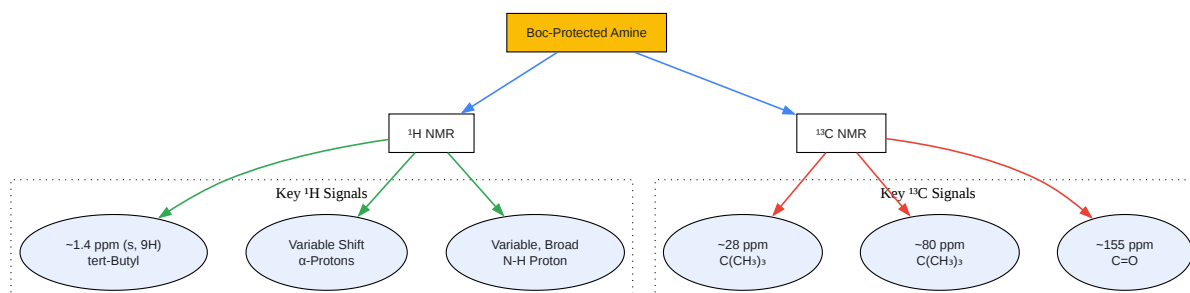 Boc-Protected Amine
¹H NMR
¹³C NMR
Key ¹H Signals
Key ¹³C Signals
~1.4 ppm (s, 9H)
tert-Butyl
Variable Shift
α-Protons
Variable, Broad
N-H Proton
~28 ppm
C(CH₃)₃
~80 ppm
C(CH₃)₃
~155 ppm
C=O